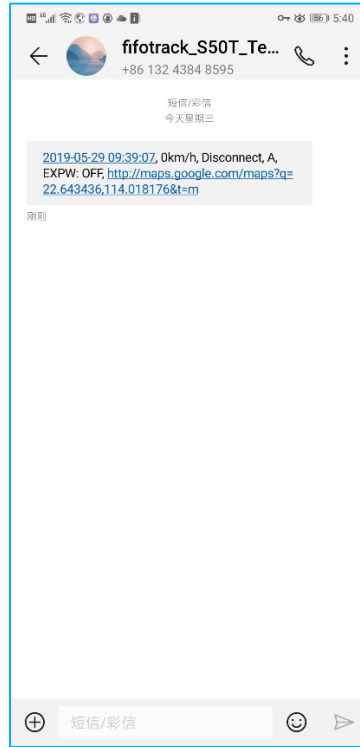 HD 5:40
fifotrack_S50T_Te...
+86 132 4384 8595
短信/彩信
今天星期三
2019-05-29 09:39:07, 0km/h, Disconnect, A,
EXPW: OFF, http://maps.google.com/maps?q=
22.643436,114.018176&t=m
刚刚
短信/彩信